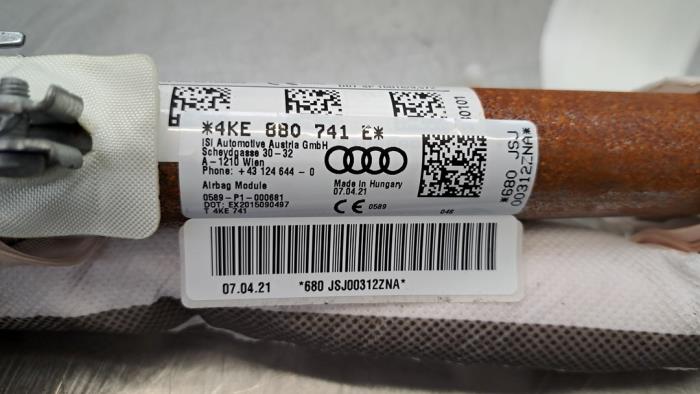 *4KE 880 741 E*
ISI Automotive Austria GmbH
Scheydgasse 30-32
A-1210 Wien
Phone: +43 124 644 - 0
Airbag Module
0589-P1-000681
DOT: EX2015090497
T 4KE 741
Made in Hungary
07.04.21
CE 0589
048
*680 JSJ
00312ZNA*
07.04.21 *680 JSJ00312ZNA*